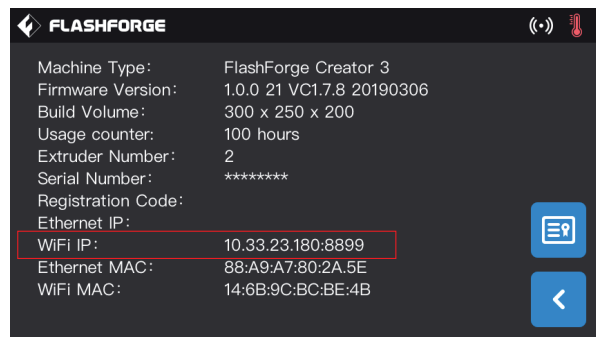 FLASHFORGE
Machine Type: FlashForge Creator 3
Firmware Version: 1.0.0 21 VC1.7.8 20190306
Build Volume: 300 x 250 x 200
Usage counter: 100 hours
Extruder Number: 2
Serial Number: ********
Registration Code:
Ethernet IP:
WiFi IP: 10.33.23.180:8899
Ethernet MAC: 88:A9:A7:80:2A.5E
WiFi MAC: 14:6B:9C:BC:BE:4B